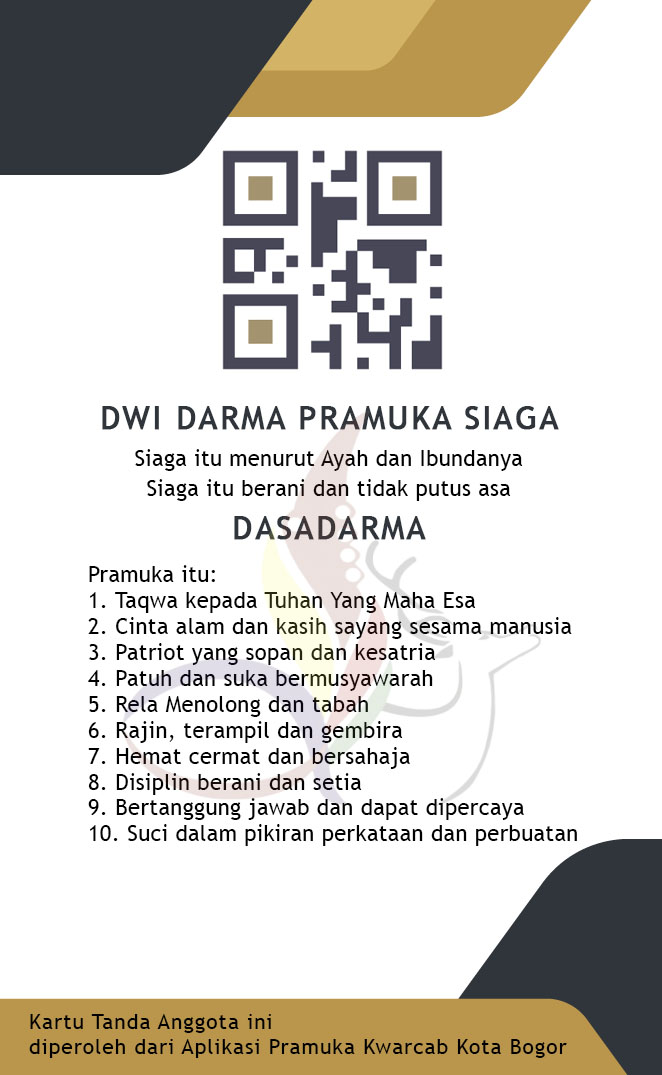 DWI DARMA PRAMUKA SIAGA
Siaga itu menurut Ayah dan Ibundanya
Siaga itu berani dan tidak putus asa
DASADARMA
Pramuka itu:
1. Taqwa kepada Tuhan Yang Maha Esa
2. Cinta alam dan kasih sayang sesama manusia
3. Patriot yang sopan dan kesatria
4. Patuh dan suka bermusyawarah
5. Rela Menolong dan tabah
6. Rajin, terampil dan gembira
7. Hemat cermat dan bersahaja
8. Disiplin berani dan setia
9. Bertanggung jawab dan dapat dipercaya
10. Suci dalam pikiran perkataan dan perbuatan
Kartu Tanda Anggota ini
diperoleh dari Aplikasi Pramuka Kwarcab Kota Bogor